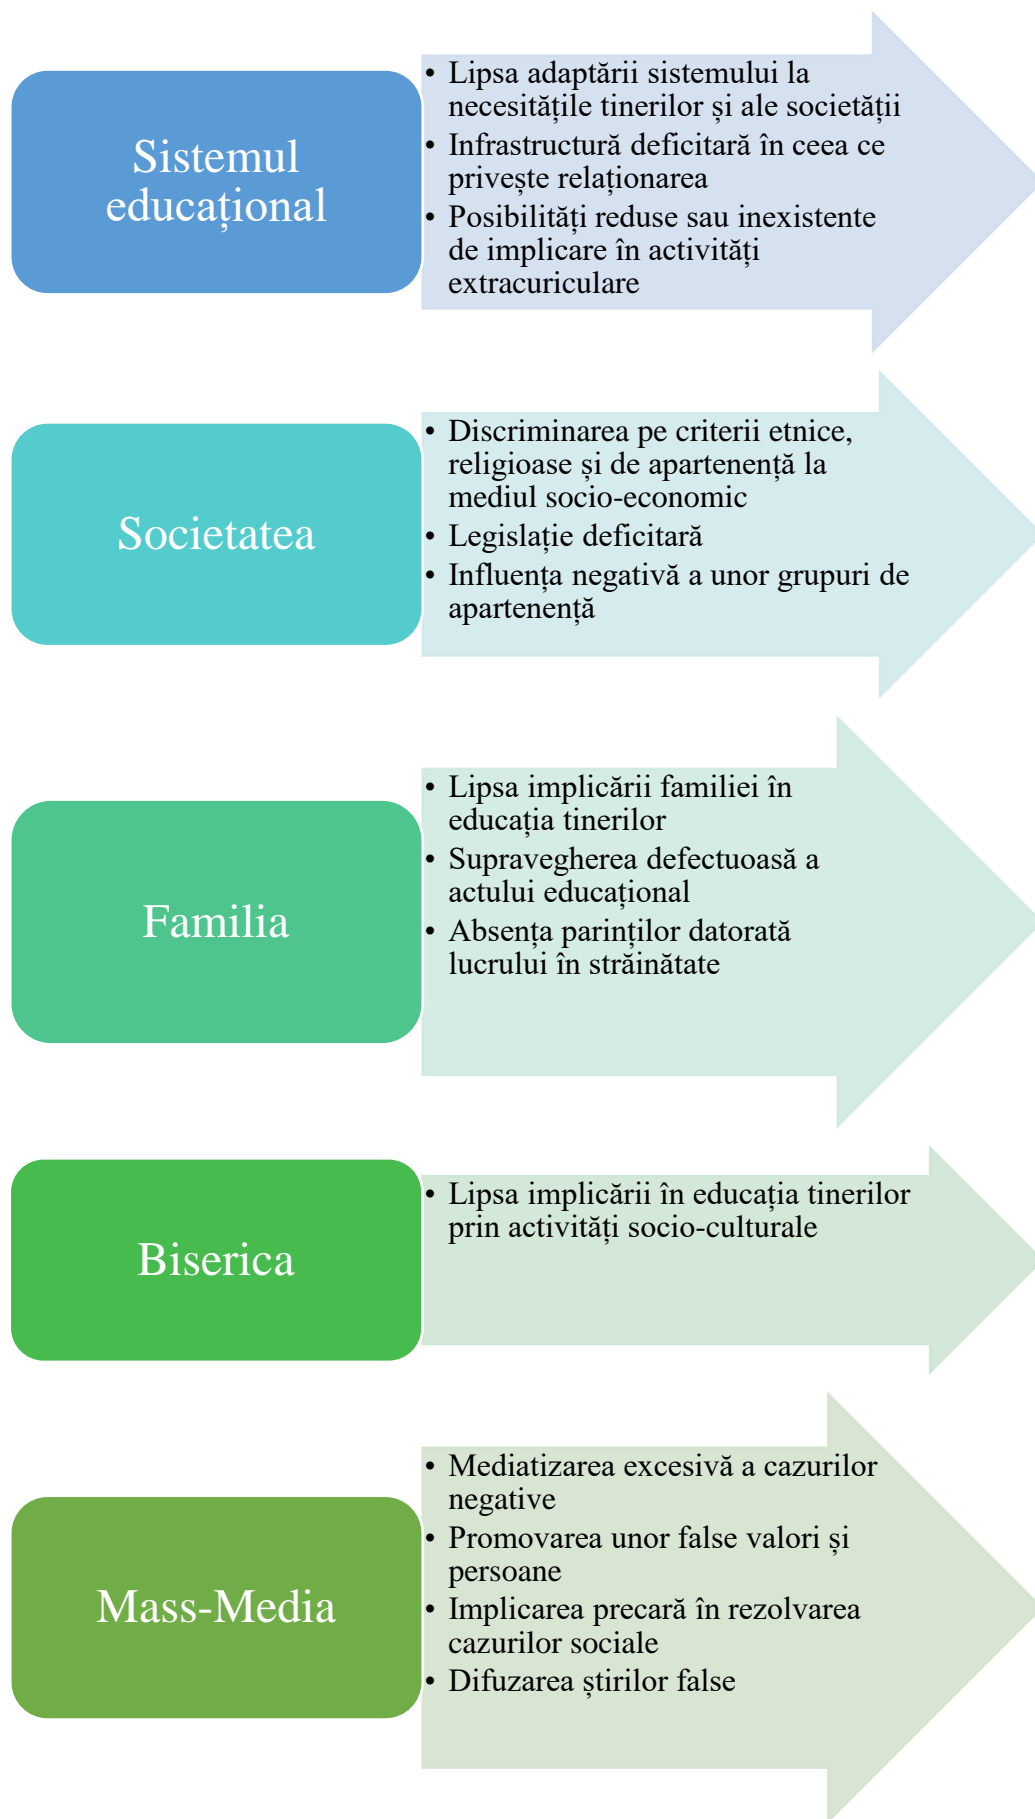 Sistemul
educațional
• Lipsa adaptării sistemului la
necesitățile tinerilor și ale societății
• Infrastructură deficitară în ceea ce
privește relaționarea
• Posibilități reduse sau inexistente
de implicare în activități
extracuriculare
Societatea
• Discriminarea pe criterii etnice,
religioase și de apartenență la
mediul socio-economic
• Legislație deficitară
• Influența negativă a unor grupuri de
apartenență
Familia
• Lipsa implicării familiei în
educația tinerilor
• Supravegherea defectuoasă a
actului educațional
• Absența parinților datorată
lucrului în străinătate
Biserica
• Lipsa implicării în educația tinerilor
prin activități socio-culturale
Mass-Media
• Mediatizarea excesivă a cazurilor
negative
• Promovarea unor false valori și
persoane
• Implicarea precară în rezolvarea
cazurilor sociale
• Difuzarea știrilor false